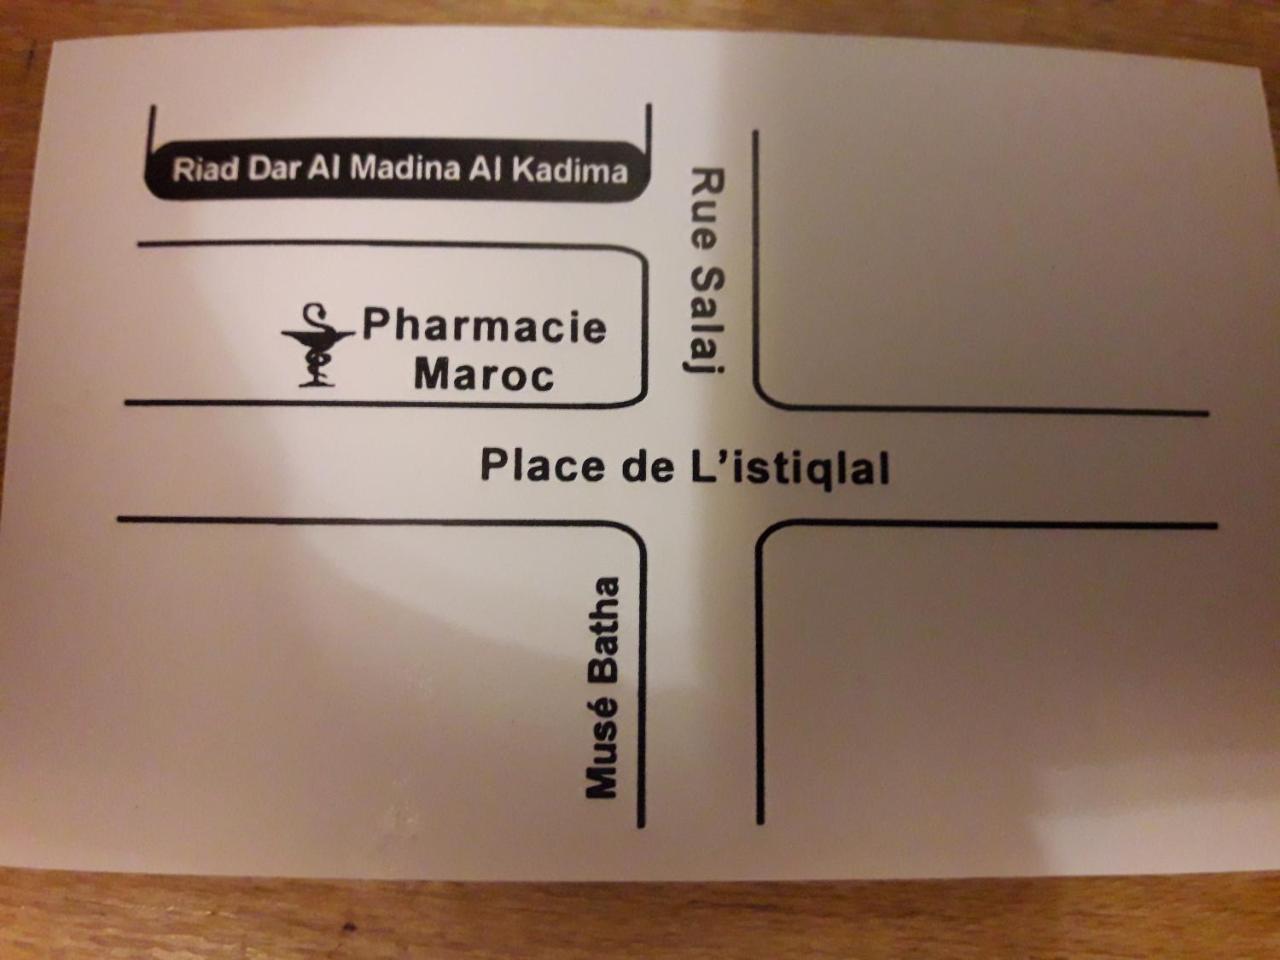 Riad Dar Al Madina Al Kadima
Rue Salaj
Pharmacie
Maroc
Place de L'istiqlal
Musé Batha